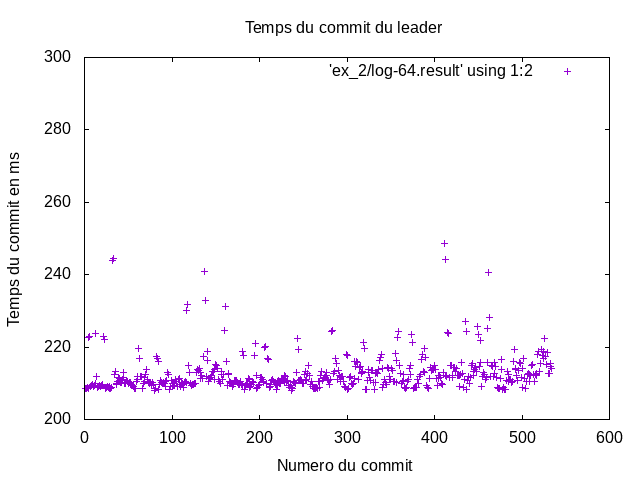 Temps du commit du leader
'ex_2/log-64.result' using 1:2
Temps du commit en ms
300
280
260
240
220
200
0 100 200 300 400 500 600
Numero du commit